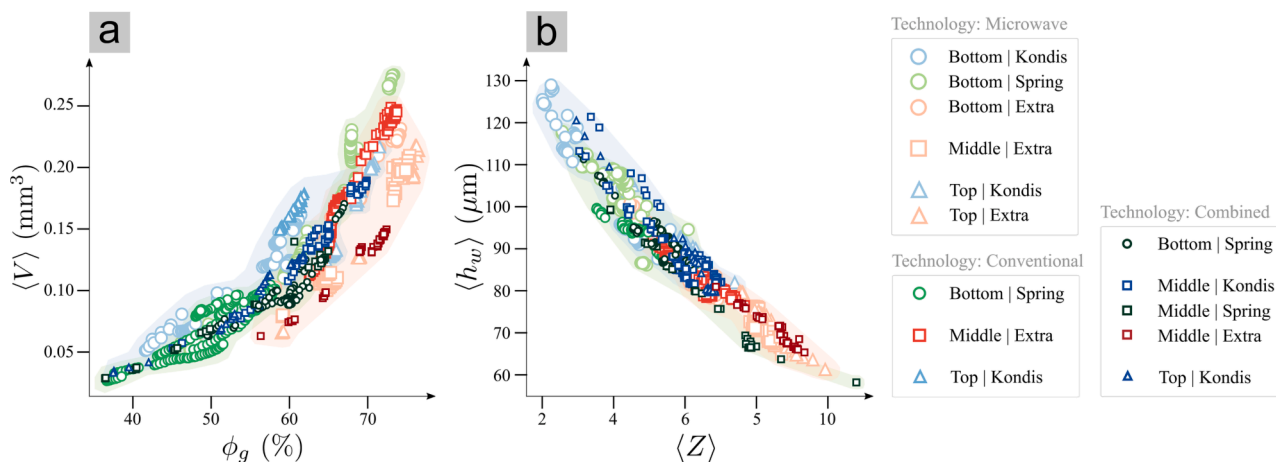 a
⟨V⟩ (mm³)
0.25
0.20
0.15
0.10
0.05
40 50 60 70
ϕg (%)
b
⟨hw⟩ (μm)
130
120
110
100
90
80
70
60
2 4 6 5 10
⟨Z⟩
Technology: Microwave
Bottom | Kondis
Bottom | Spring
Bottom | Extra
Middle | Extra
Top | Kondis
Top | Extra
Technology: Conventional
Bottom | Spring
Middle | Extra
Top | Kondis
Technology: Combined
Bottom | Spring
Middle | Kondis
Middle | Spring
Middle | Extra
Top | Kondis